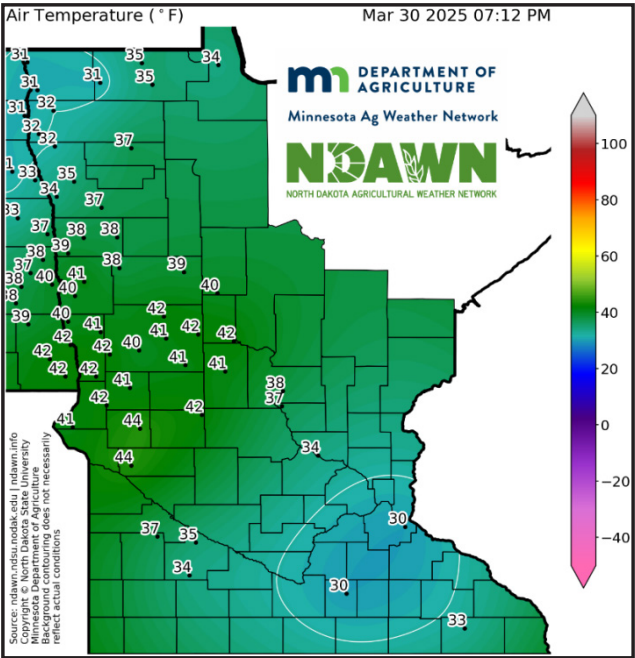 Air Temperature (°F)
Mar 30 2025 07:12 PM
mn DEPARTMENT OF
AGRICULTURE
Minnesota Ag Weather Network
NDAWN
NORTH DAKOTA AGRICULTURAL WEATHER NETWORK
31 35 34
31 31 35
32
31
32
32 37
1 33 35
34
37
33
37 38 38
38 39
37 38 39
38 40 41
40 40
38
39 40 42
41 41 42 42
42
42 42 40
41 41
42 42
41 38
42 37
42
41 44
34
44
30
37 35
34
30
33
100
80
60
40
20
0
−20
−40
Source: ndawn.ndsu.nodak.edu | ndawn.info
Copyright © North Dakota State University
Minnesota Department of Agriculture
Background contouring does not necessarily
reflect actual conditions